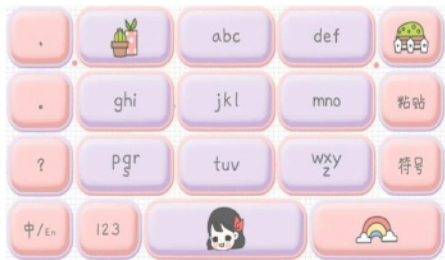 , abc def
。 ghi jkl mno 粘贴
? pqrs tuv wxyz 符号
中/En 123